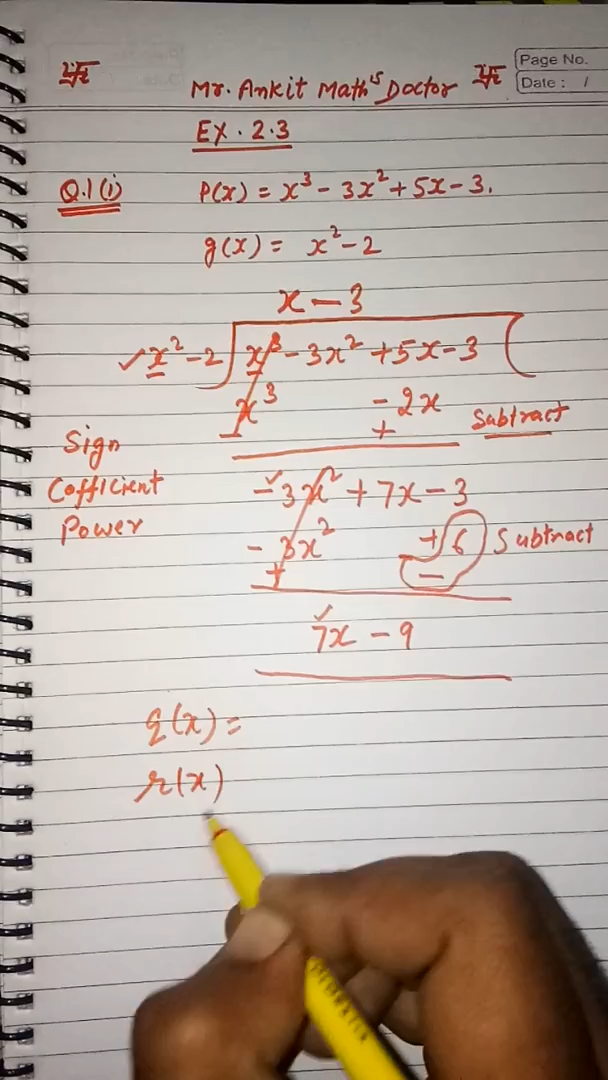 Page No.
Date : /
Mr. Ankit Math's Doctor
EX. 2.3
Q.1(i) P(x) = x³ - 3x² + 5x - 3.
g(x) = x² - 2
x - 3
✓x² - 2 x³ - 3x² + 5x - 3
x³ - 2x Subtract
- +
Sign
Cofficient -3x² + 7x - 3
Power - 3x² + 6 Subtract
+ -
7x - 9
q(x) =
r(x)